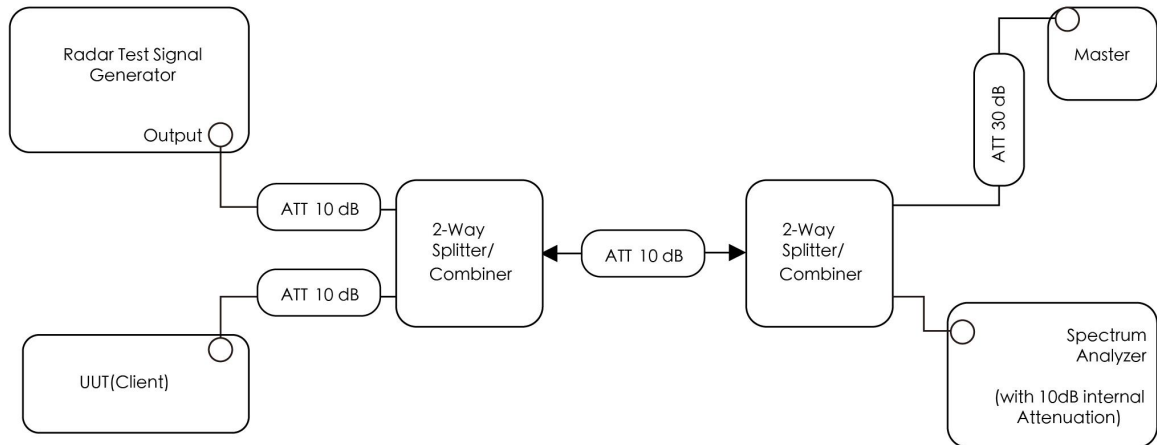 Radar Test Signal
Generator
Output
ATT 10 dB
2-Way
Splitter/
Combiner
ATT 10 dB
UUT(Client)
ATT 10 dB
2-Way
Splitter/
Combiner
ATT 30 dB
Master
Spectrum
Analyzer
(with 10dB internal
Attenuation)